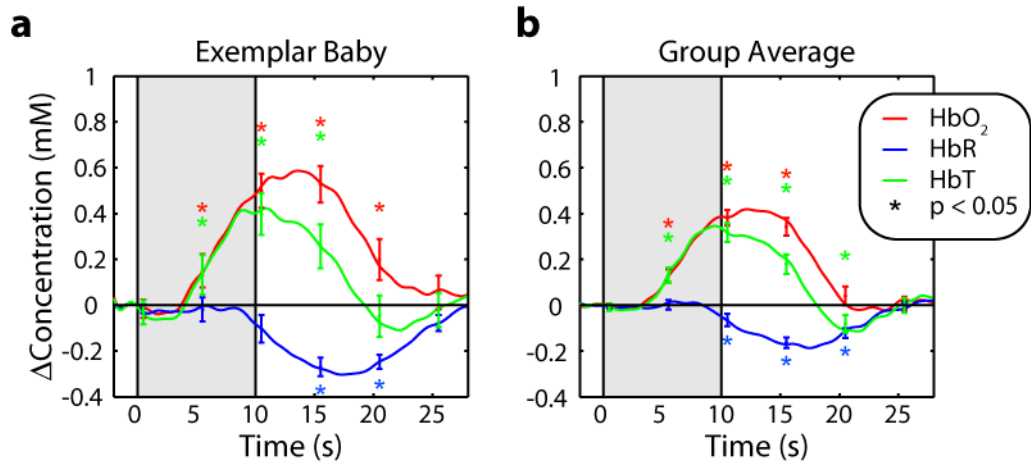 a
Exemplar Baby
ΔConcentration (mM)
1
0.8
0.6
0.4
0.2
0
-0.2
-0.4
0 5 10 15 20 25
Time (s)
b
Group Average
1
0.8
0.6
0.4
0.2
0
-0.2
-0.4
0 5 10 15 20 25
Time (s)
HbO₂
HbR
HbT
* p < 0.05